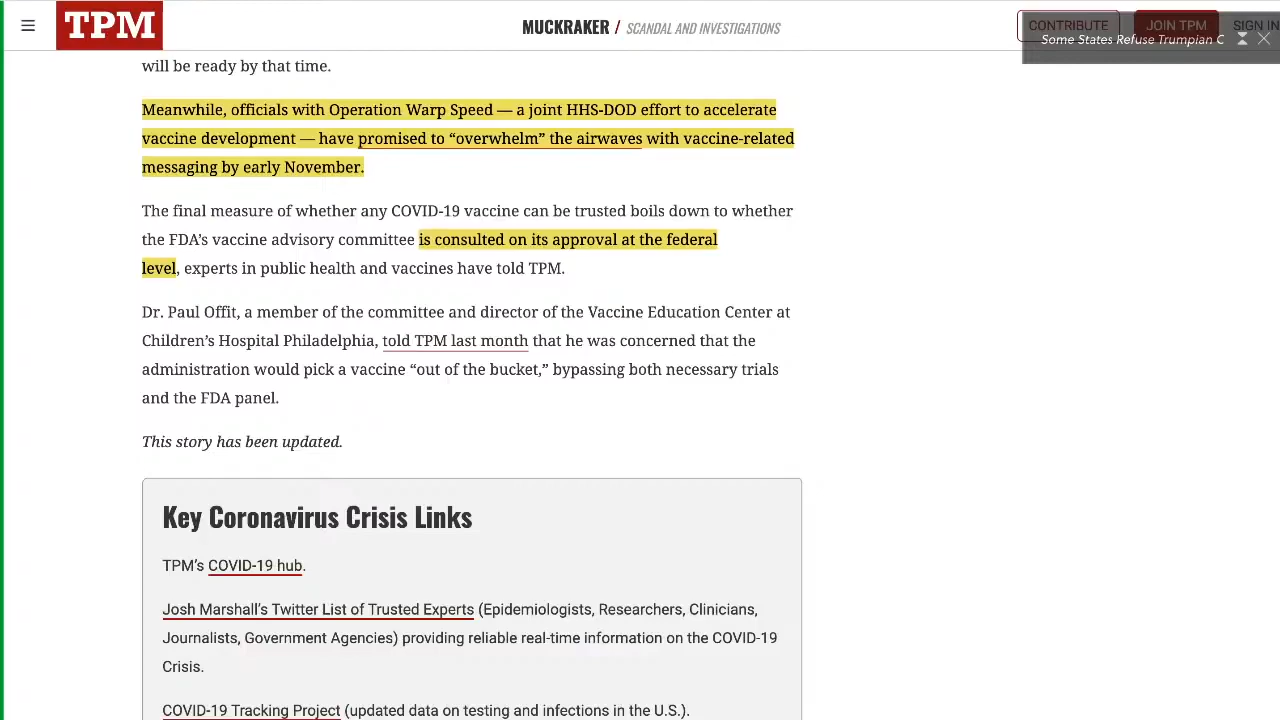 TPM
MUCKRAKER / SCANDAL AND INVESTIGATIONS
CONTRIBUTE JOIN TPM SIGN IN
Some States Refuse Trumpian C
will be ready by that time.
Meanwhile, officials with Operation Warp Speed — a joint HHS-DOD effort to accelerate
vaccine development — have promised to “overwhelm” the airwaves with vaccine-related
messaging by early November.
The final measure of whether any COVID-19 vaccine can be trusted boils down to whether
the FDA’s vaccine advisory committee is consulted on its approval at the federal
level, experts in public health and vaccines have told TPM.
Dr. Paul Offit, a member of the committee and director of the Vaccine Education Center at
Children’s Hospital Philadelphia, told TPM last month that he was concerned that the
administration would pick a vaccine “out of the bucket,” bypassing both necessary trials
and the FDA panel.
This story has been updated.
Key Coronavirus Crisis Links
TPM’s COVID-19 hub.
Josh Marshall’s Twitter List of Trusted Experts (Epidemiologists, Researchers, Clinicians,
Journalists, Government Agencies) providing reliable real-time information on the COVID-19
Crisis.
COVID-19 Tracking Project (updated data on testing and infections in the U.S.).